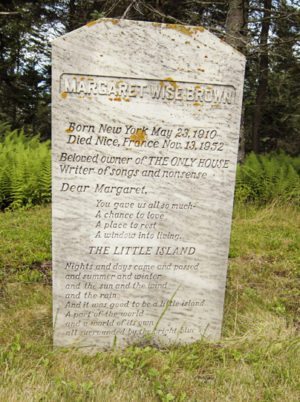 MARGARET WISE BROWN
Born New York May 23, 1910
Died Nice, France Nov. 13, 1952
Beloved owner of THE ONLY HOUSE
Writer of songs and nonsense
Dear Margaret,
You gave us all so much-
A chance to love
A place to rest
A window into living.
THE LITTLE ISLAND
Nights and days came and passed
and summer and winter
and the sun and the wind
and the rain.
And it was good to be a little island.
A part of the world
and a world of its own
all surrounded by the bright blue